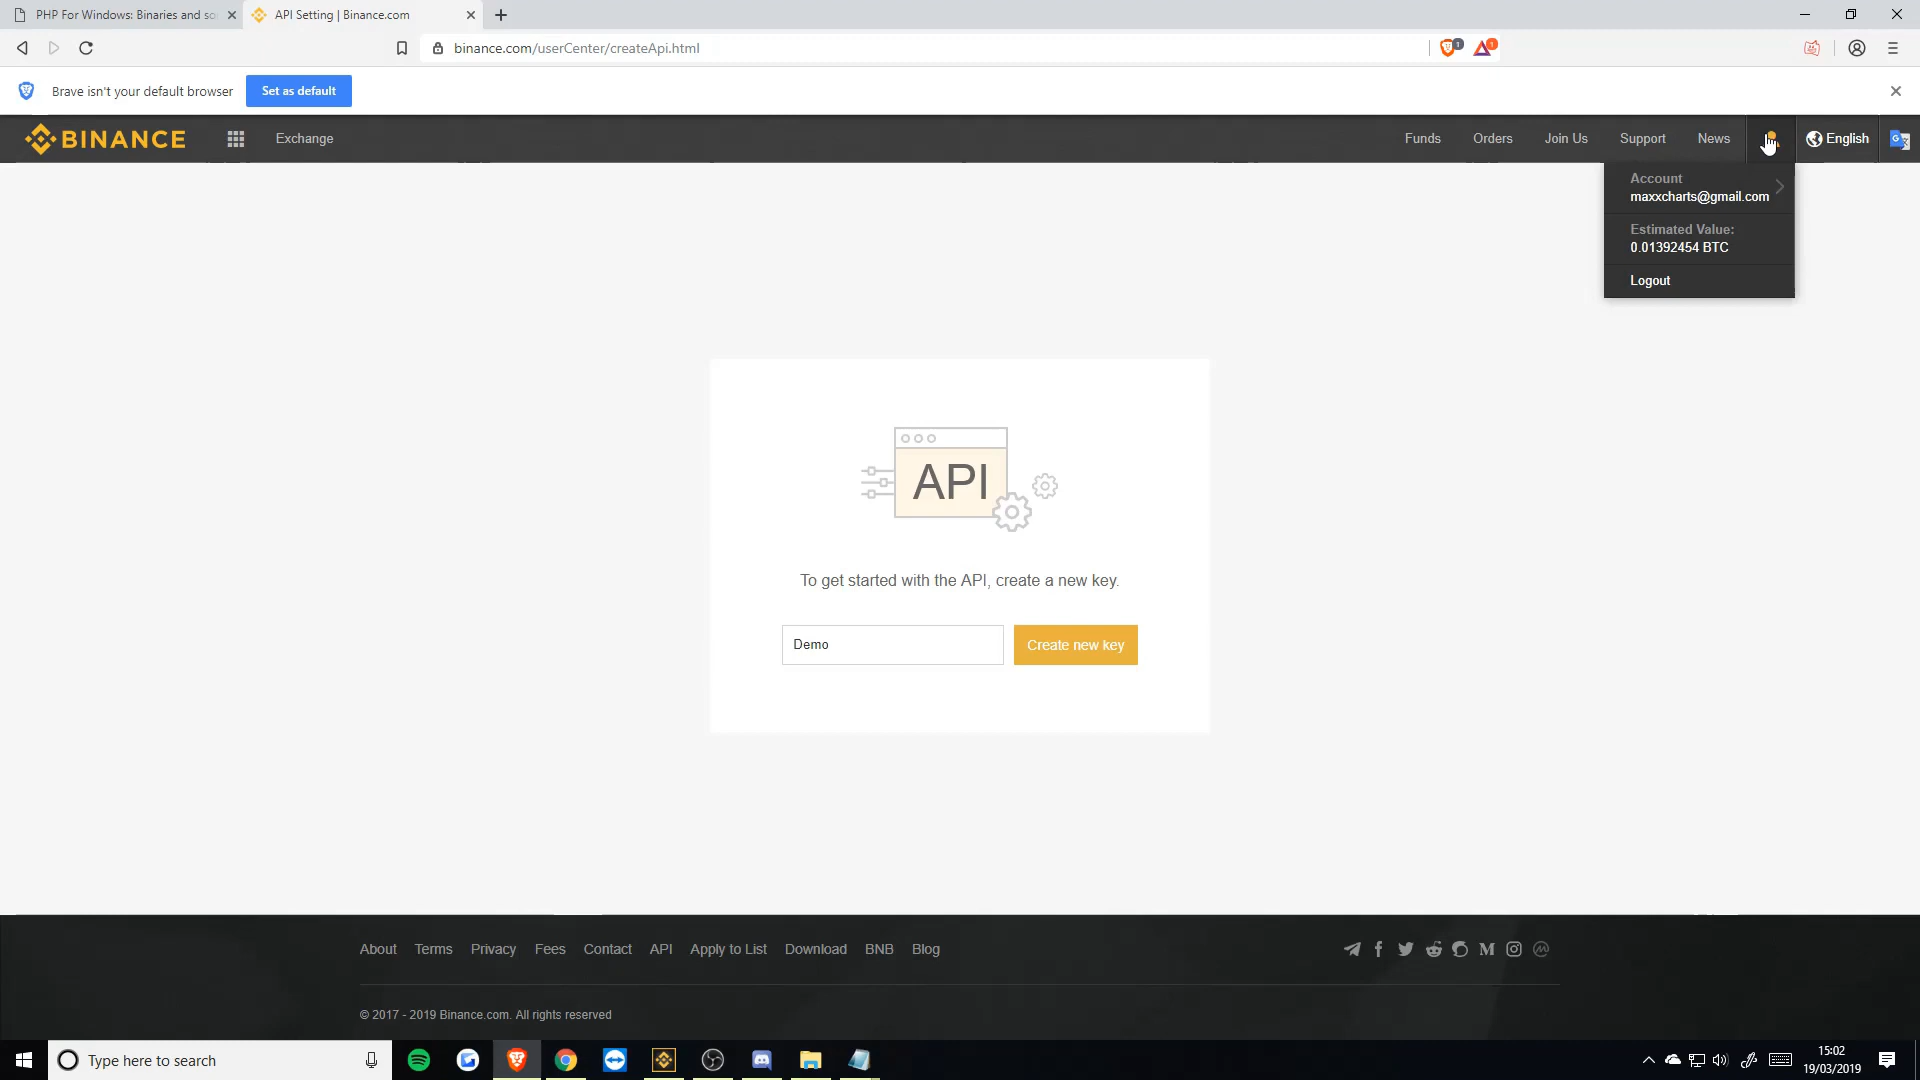 PHP For Windows: Binaries and so
API Setting | Binance.com
binance.com/userCenter/createApi.html
1
1
Brave isn't your default browser
Set as default
BINANCE
Exchange
Funds
Orders
Join Us
Support
News
English
Account
maxxcharts@gmail.com
Estimated Value:
0.01392454 BTC
Logout
API
To get started with the API, create a new key.
Demo
Create new key
About
Terms
Privacy
Fees
Contact
API
Apply to List
Download
BNB
Blog
© 2017 - 2019 Binance.com. All rights reserved
Type here to search
15:02
19/03/2019